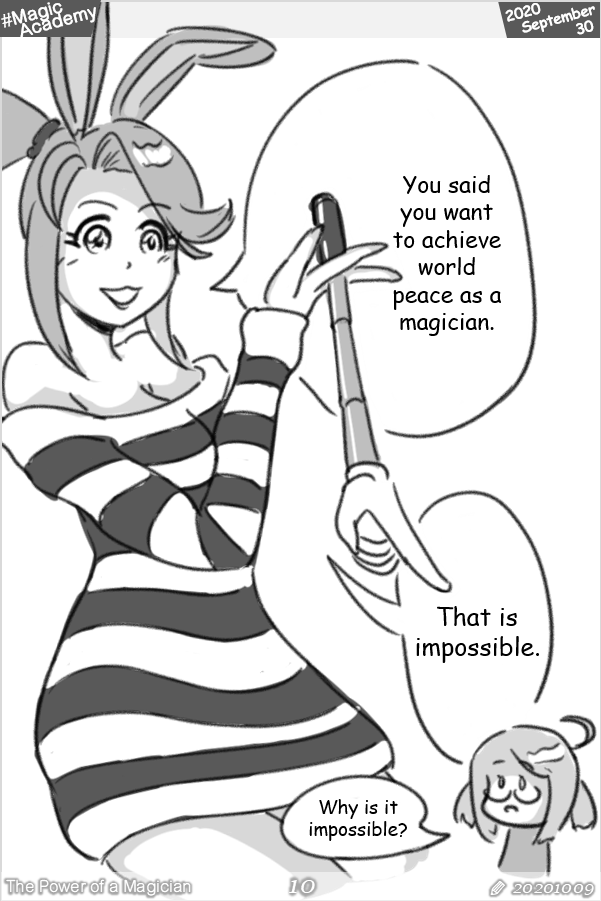 #Magic
Academy
2020
September
30
You said
you want
to achieve
world
peace as a
magician.
That is
impossible.
Why is it
impossible?
The Power of a Magician
10
20201009